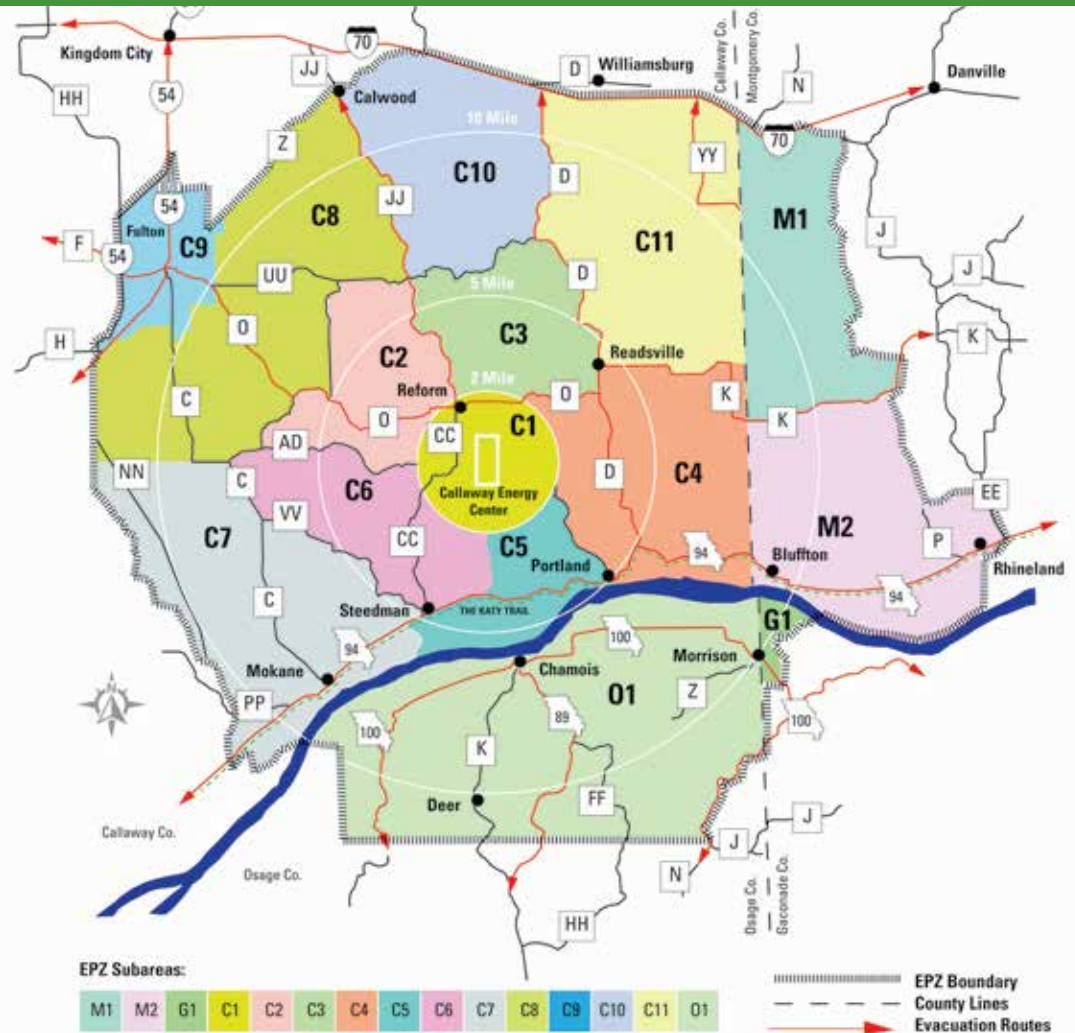 70
Kingdom City
JJ
D
Williamsburg
Callaway Co.
Montgomery Co.
N
Danville
HH
54
Calwood
10 Mile
Z
YY
70
C10
D
54
C8
JJ
C11
M1
J
F
Fulton
C9
54
UU
D
J
5 Mile
O
C3
K
H
C2
Readsville
2 Mile
Reform
O
K
K
C
O
CC
C1
AD
D
C4
NN
C
C6
Callaway Energy
Center
EE
VV
M2
C7
CC
C5
94
P
Portland
Bluffton
Rhineland
C
Steedman
THE KATY TRAIL
94
G1
94
100
Morrison
Mokane
Chamois
O1
Z
N
PP
100
89
100
K
Deer
FF
Callaway Co.
J
J
Osage Co.
N
HH
Osage Co.
Gaconade Co.
EPZ Subareas:
M1 M2 G1 C1 C2 C3 C4 C5 C6 C7 C8 C9 C10 C11 O1
EPZ Boundary
County Lines
Evacuation Routes